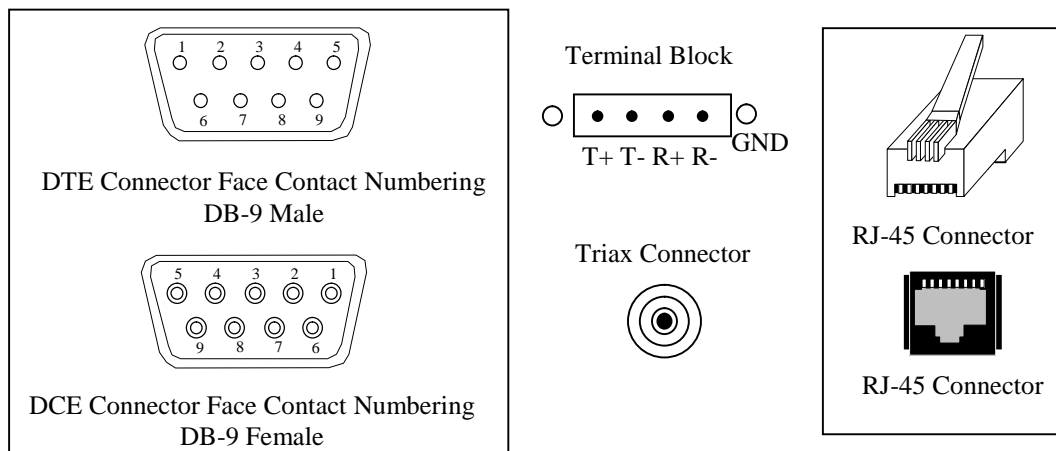 1 2 3 4 5
6 7 8 9
DTE Connector Face Contact Numbering
DB-9 Male
5 4 3 2 1
9 8 7 6
DCE Connector Face Contact Numbering
DB-9 Female
Terminal Block
GND
T+ T- R+ R-
Triax Connector
RJ-45 Connector
RJ-45 Connector